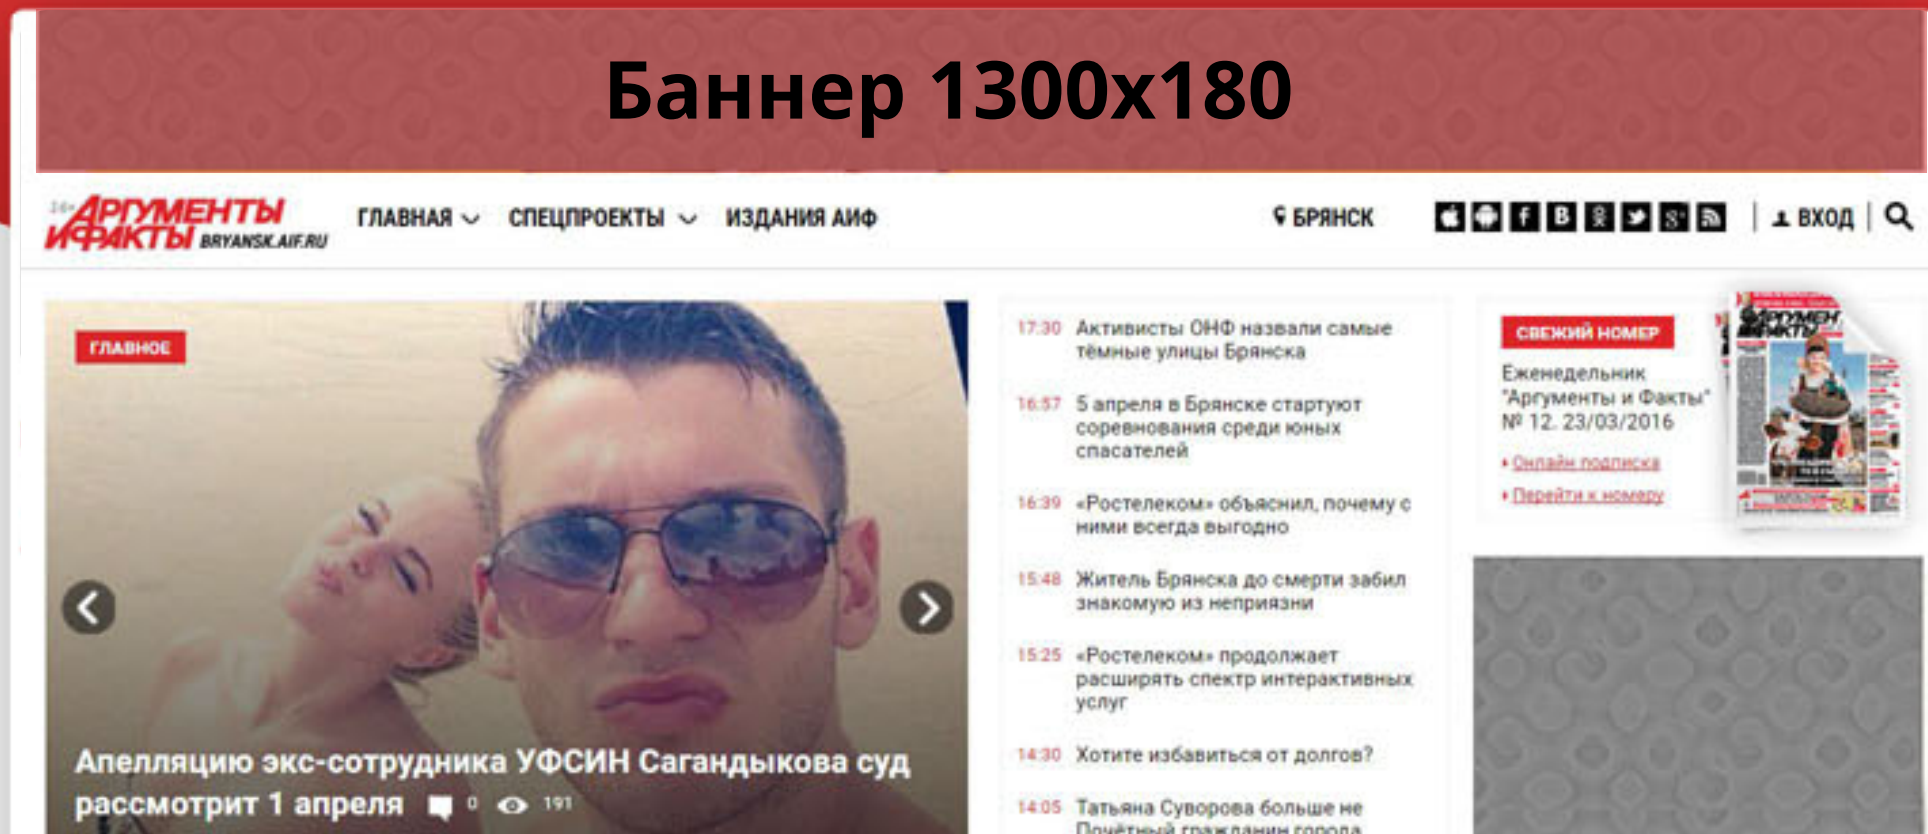 Баннер 1300x180
16+
АРГУМЕНТЫ
И ФАКТЫ BRYANSK.AIF.RU
ГЛАВНАЯ СПЕЦПРОЕКТЫ ИЗДАНИЯ АИФ
БРЯНСК
ВХОД
ГЛАВНОЕ
Апелляцию экс-сотрудника УФСИН Сагандыкова суд
рассмотрит 1 апреля 0 191
17:30 Активисты ОНФ назвали самые
тёмные улицы Брянска
16:57 5 апреля в Брянске стартуют
соревнования среди юных
спасателей
16:39 «Ростелеком» объяснил, почему с
ними всегда выгодно
15:48 Житель Брянска до смерти забил
знакомую из неприязни
15:25 «Ростелеком» продолжает
расширять спектр интерактивных
услуг
14:30 Хотите избавиться от долгов?
14:05 Татьяна Суворова больше не
Почётный гражданин города
СВЕЖИЙ НОМЕР
Еженедельник
"Аргументы и Факты"
№ 12. 23/03/2016
Онлайн подписка
Перейти к номеру